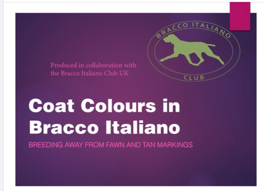 BRACCO ITALIANO
CLUB
Produced in collaboration with
the Bracco Italiano Club UK
Coat Colours in
Bracco Italiano
BREEDING AWAY FROM FAWN AND TAN MARKINGS